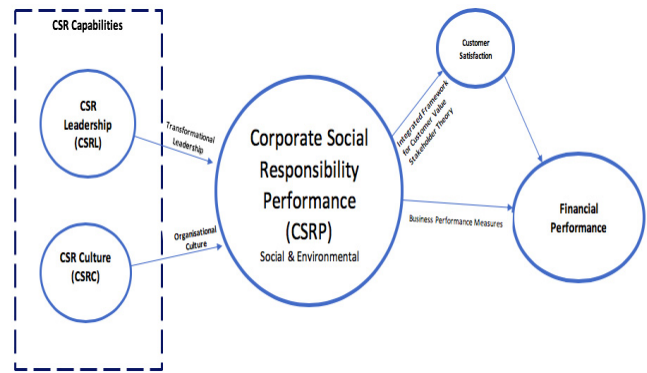 CSR Capabilities
CSR
Leadership
(CSRL)
Transformational
Leadership
CSR Culture
(CSRC)
Organisational
Culture
Corporate Social
Responsibility
Performance
(CSRP)
Social & Environmental
Integrated Framework
for Customer Value
Stakeholder Theory
Customer
Satisfaction
Business Performance Measures
Financial
Performance